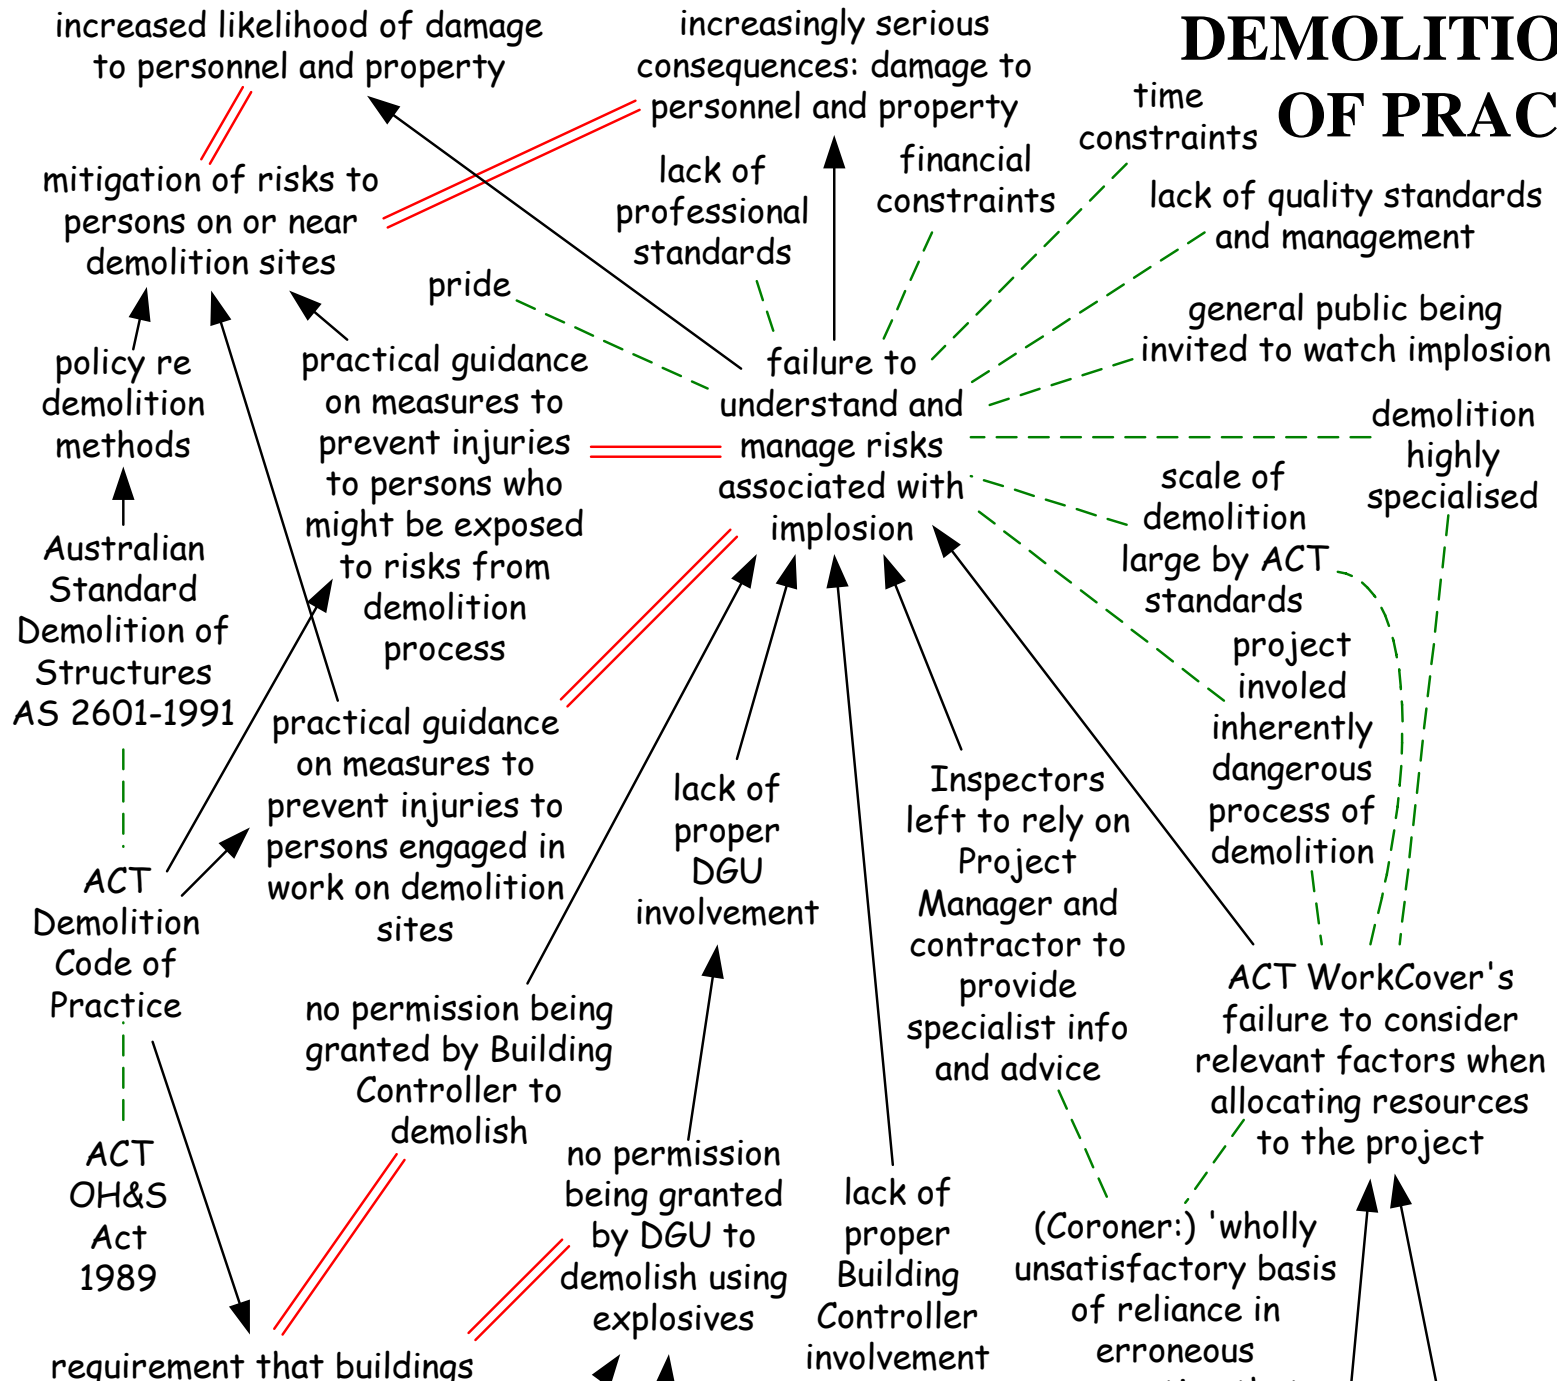 increased likelihood of damage
to personnel and property
increasingly serious
consequences: damage to
personnel and property
DEMOLITIO
OF PRAC
time
constraints
financial
constraints
lack of
professional
standards
lack of quality standards
and management
mitigation of risks to
persons on or near
demolition sites
pride
general public being
invited to watch implosion
policy re
demolition
methods
practical guidance
on measures to
prevent injuries
to persons who
might be exposed
to risks from
demolition
process
failure to
understand and
manage risks
associated with
implosion
demolition
highly
specialised
scale of
demolition
large by ACT
standards
Australian
Standard
Demolition of
Structures
AS 2601-1991
project
involed
inherently
dangerous
process of
demolition
practical guidance
on measures to
prevent injuries to
persons engaged in
work on demolition
sites
lack of
proper
DGU
involvement
Inspectors
left to rely on
Project
Manager and
contractor to
provide
specialist info
and advice
ACT
Demolition
Code of
Practice
no permission being
granted by Building
Controller to
demolish
ACT WorkCover's
failure to consider
relevant factors when
allocating resources
to the project
ACT
OH&S
Act
1989
no permission
being granted
by DGU to
demolish using
explosives
lack of
proper
Building
Controller
involvement
(Coroner:) 'wholly
unsatisfactory basis
of reliance in
erroneous
requirement that buildings